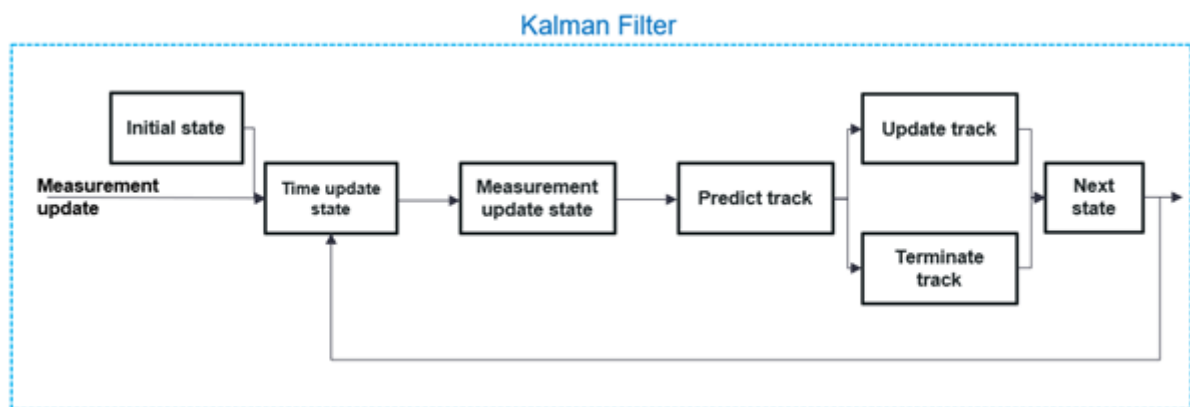 Kalman Filter
Initial state
Measurement
update
Time update
state
Measurement
update state
Predict track
Update track
Terminate
track
Next
state